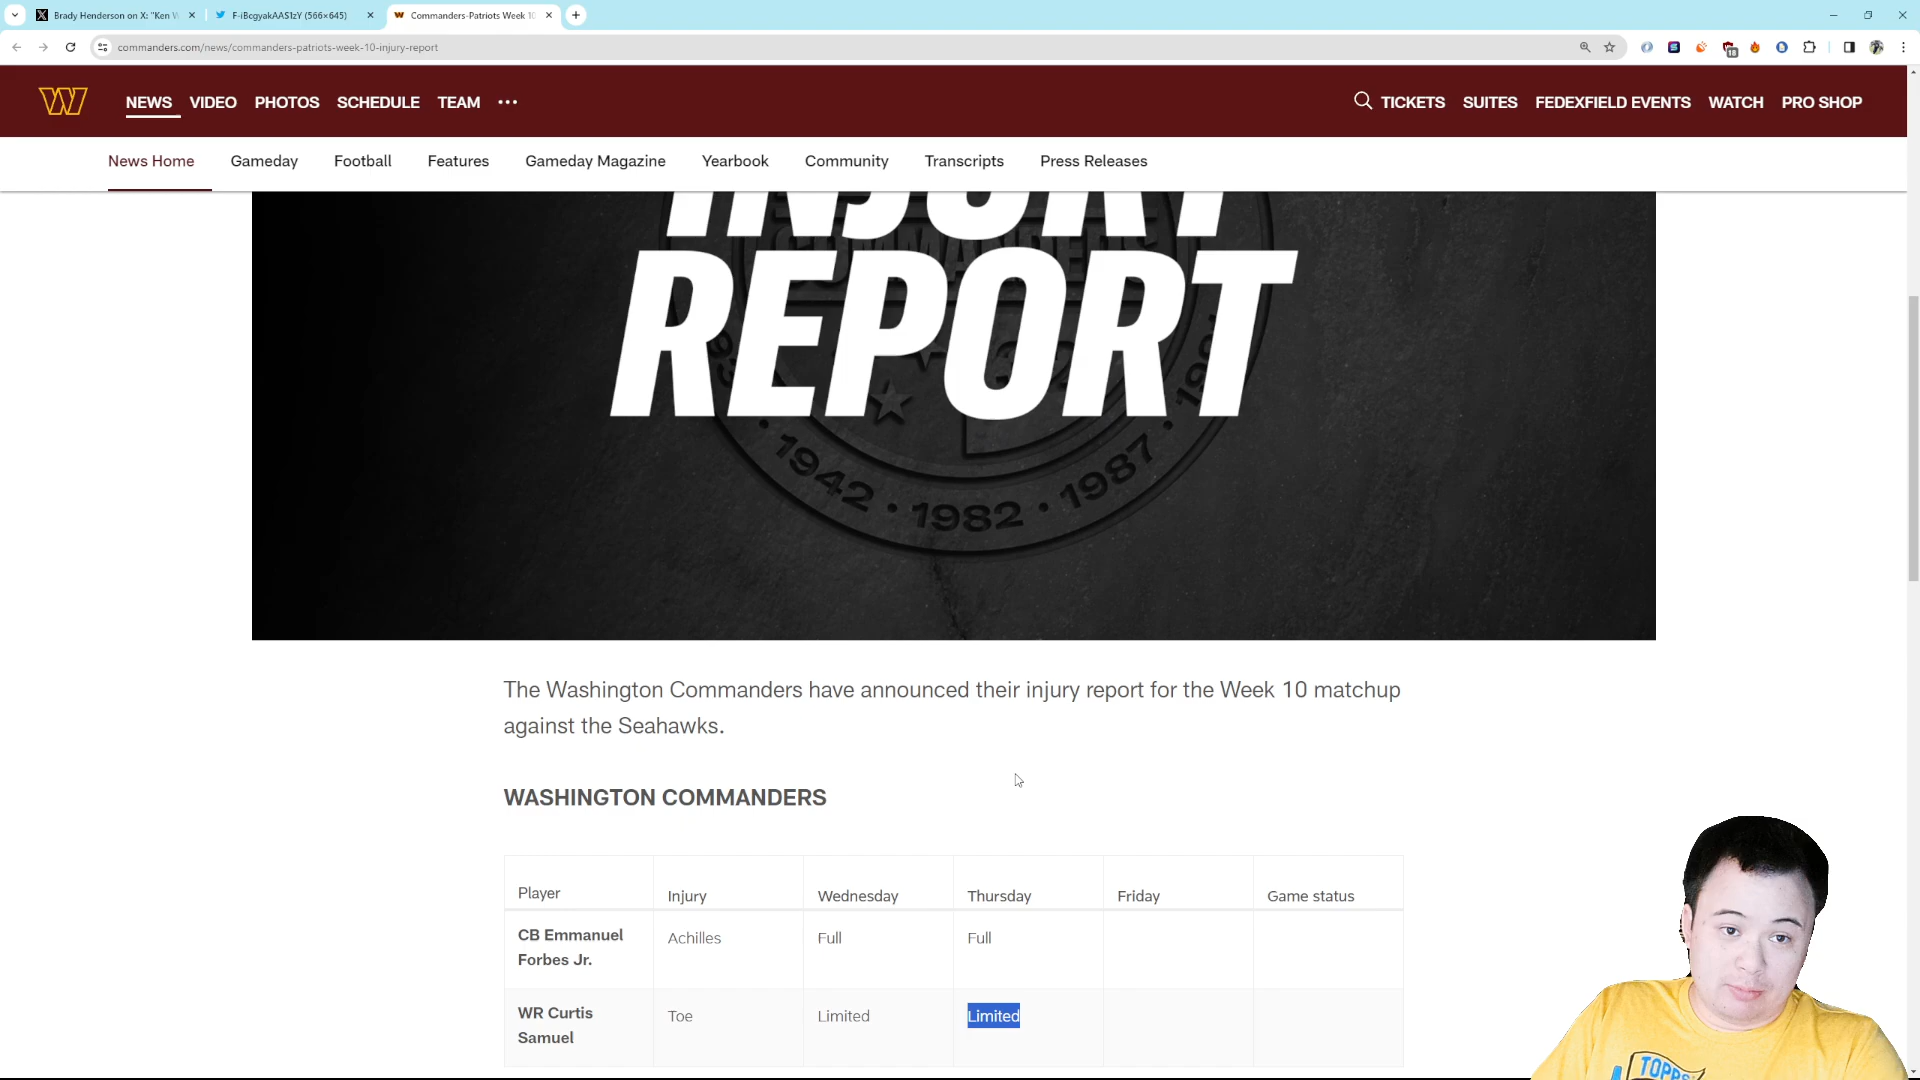 Brady Henderson on X: "Ken W
F-iBcgyakAAS1zY (566×645)
Commanders-Patriots Week 10
commanders.com/news/commanders-patriots-week-10-injury-report
18
W
NEWS VIDEO PHOTOS SCHEDULE TEAM
TICKETS SUITES FEDEXFIELD EVENTS WATCH PRO SHOP
News Home Gameday Football Features Gameday Magazine Yearbook Community Transcripts Press Releases
INJURY
REPORT
1942 • 1982 • 1987
The Washington Commanders have announced their injury report for the Week 10 matchup
against the Seahawks.
WASHINGTON COMMANDERS
Player Injury Wednesday Thursday Friday Game status
CB Emmanuel Forbes Jr. Achilles Full Full
WR Curtis Samuel Toe Limited Limited
TOPPS